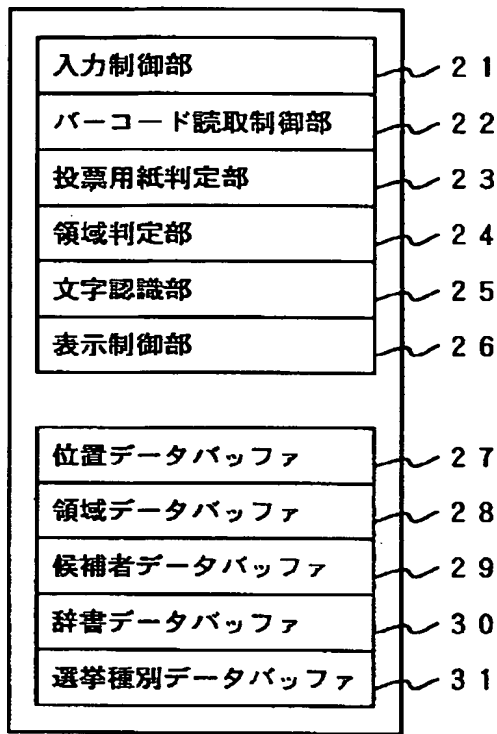 入力制御部 21
バーコード読取制御部 22
投票用紙判定部 23
領域判定部 24
文字認識部 25
表示制御部 26
位置データバッファ 27
領域データバッファ 28
候補者データバッファ 29
辞書データバッファ 30
選挙種別データバッファ 31